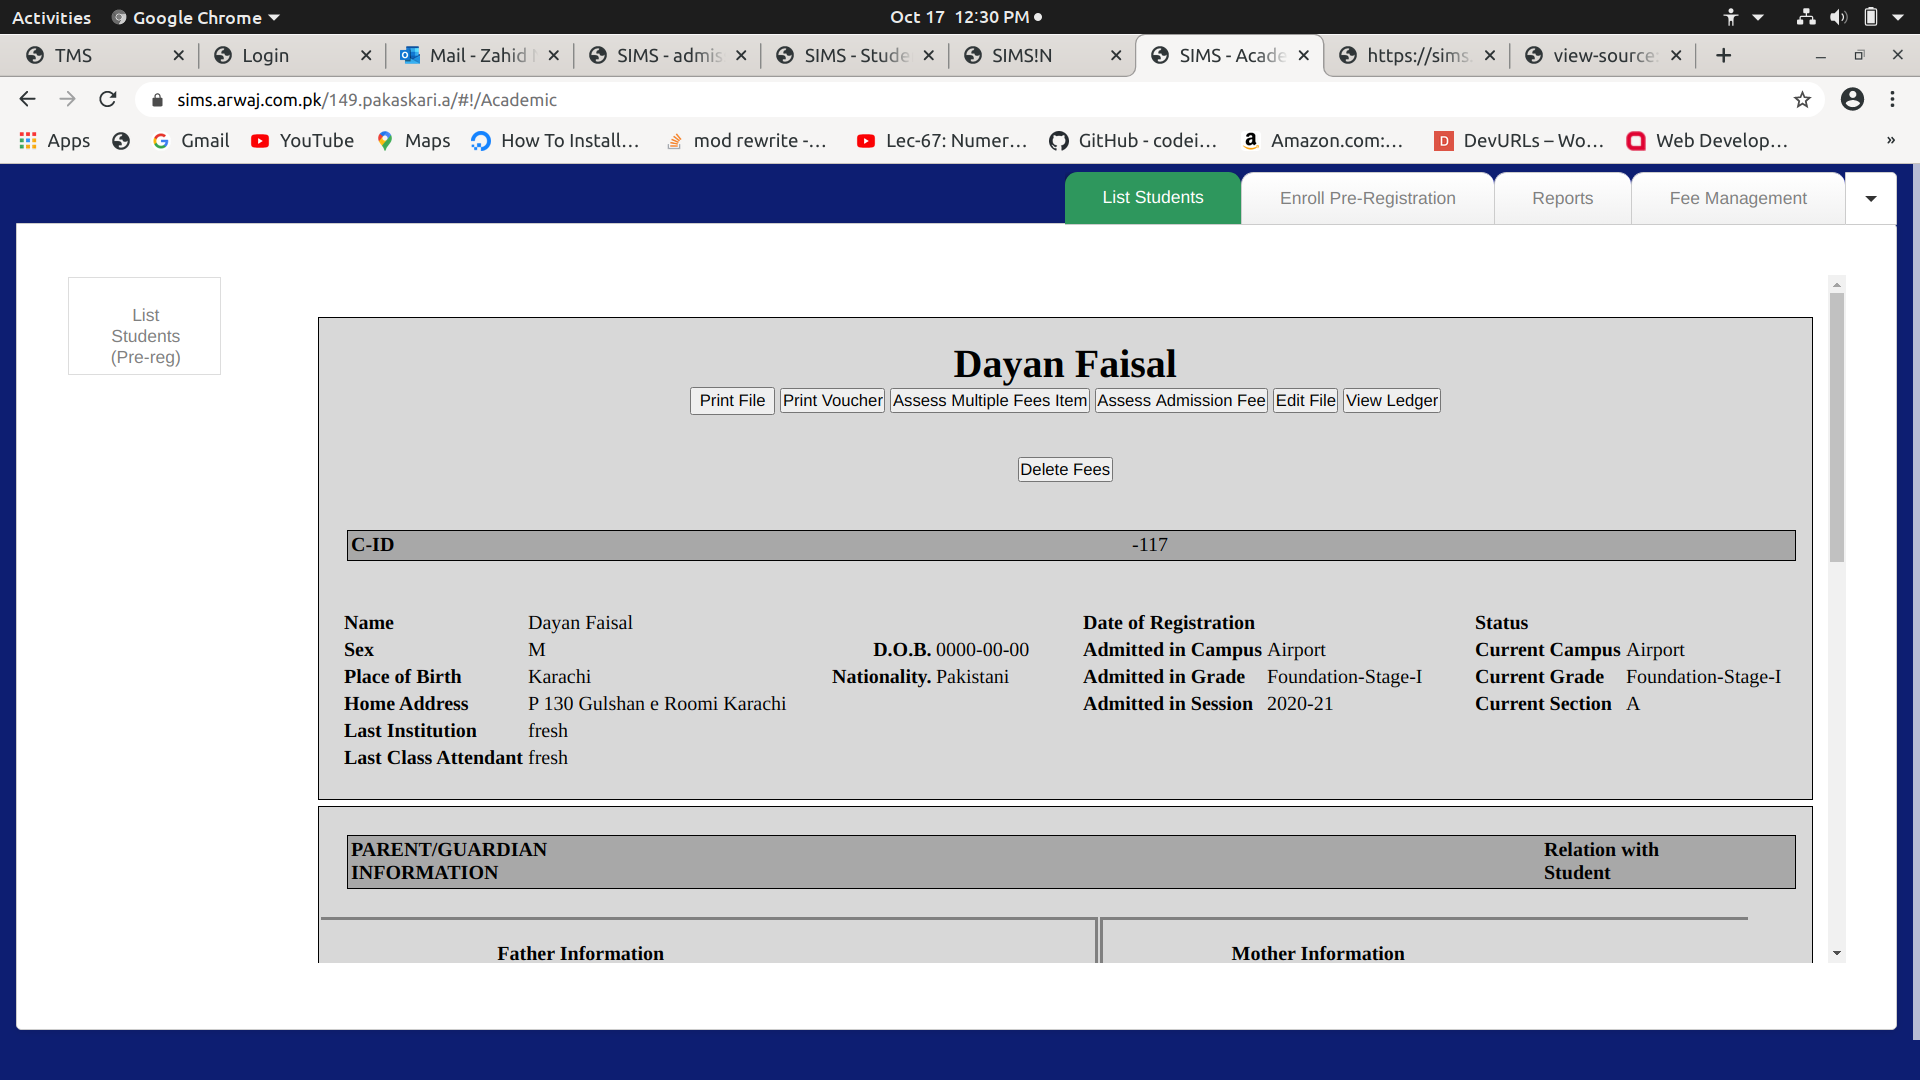 Activities Google Chrome Oct 17 12:30 PM
TMS Login Mail - Zahid SIMS - admis SIMS - Stude SIMS!N SIMS - Acade https://sims. view-source:
sims.arwaj.com.pk/149.pakaskari.a/#!/Academic
Apps Gmail YouTube Maps How To Install... mod rewrite -... Lec-67: Numer... GitHub - codei... Amazon.com:... DevURLs – Wo... Web Develop... »
List Students Enroll Pre-Registration Reports Fee Management
List
Students
(Pre-reg)
Dayan Faisal
Print File Print Voucher Assess Multiple Fees Item Assess Admission Fee Edit File View Ledger
Delete Fees
C-ID -117
Name Dayan Faisal Date of Registration Status
Sex M D.O.B. 0000-00-00 Admitted in Campus Airport Current Campus Airport
Place of Birth Karachi Nationality. Pakistani Admitted in Grade Foundation-Stage-I Current Grade Foundation-Stage-I
Home Address P 130 Gulshan e Roomi Karachi Admitted in Session 2020-21 Current Section A
Last Institution fresh
Last Class Attendant fresh
PARENT/GUARDIAN INFORMATION Relation with Student
Father Information Mother Information